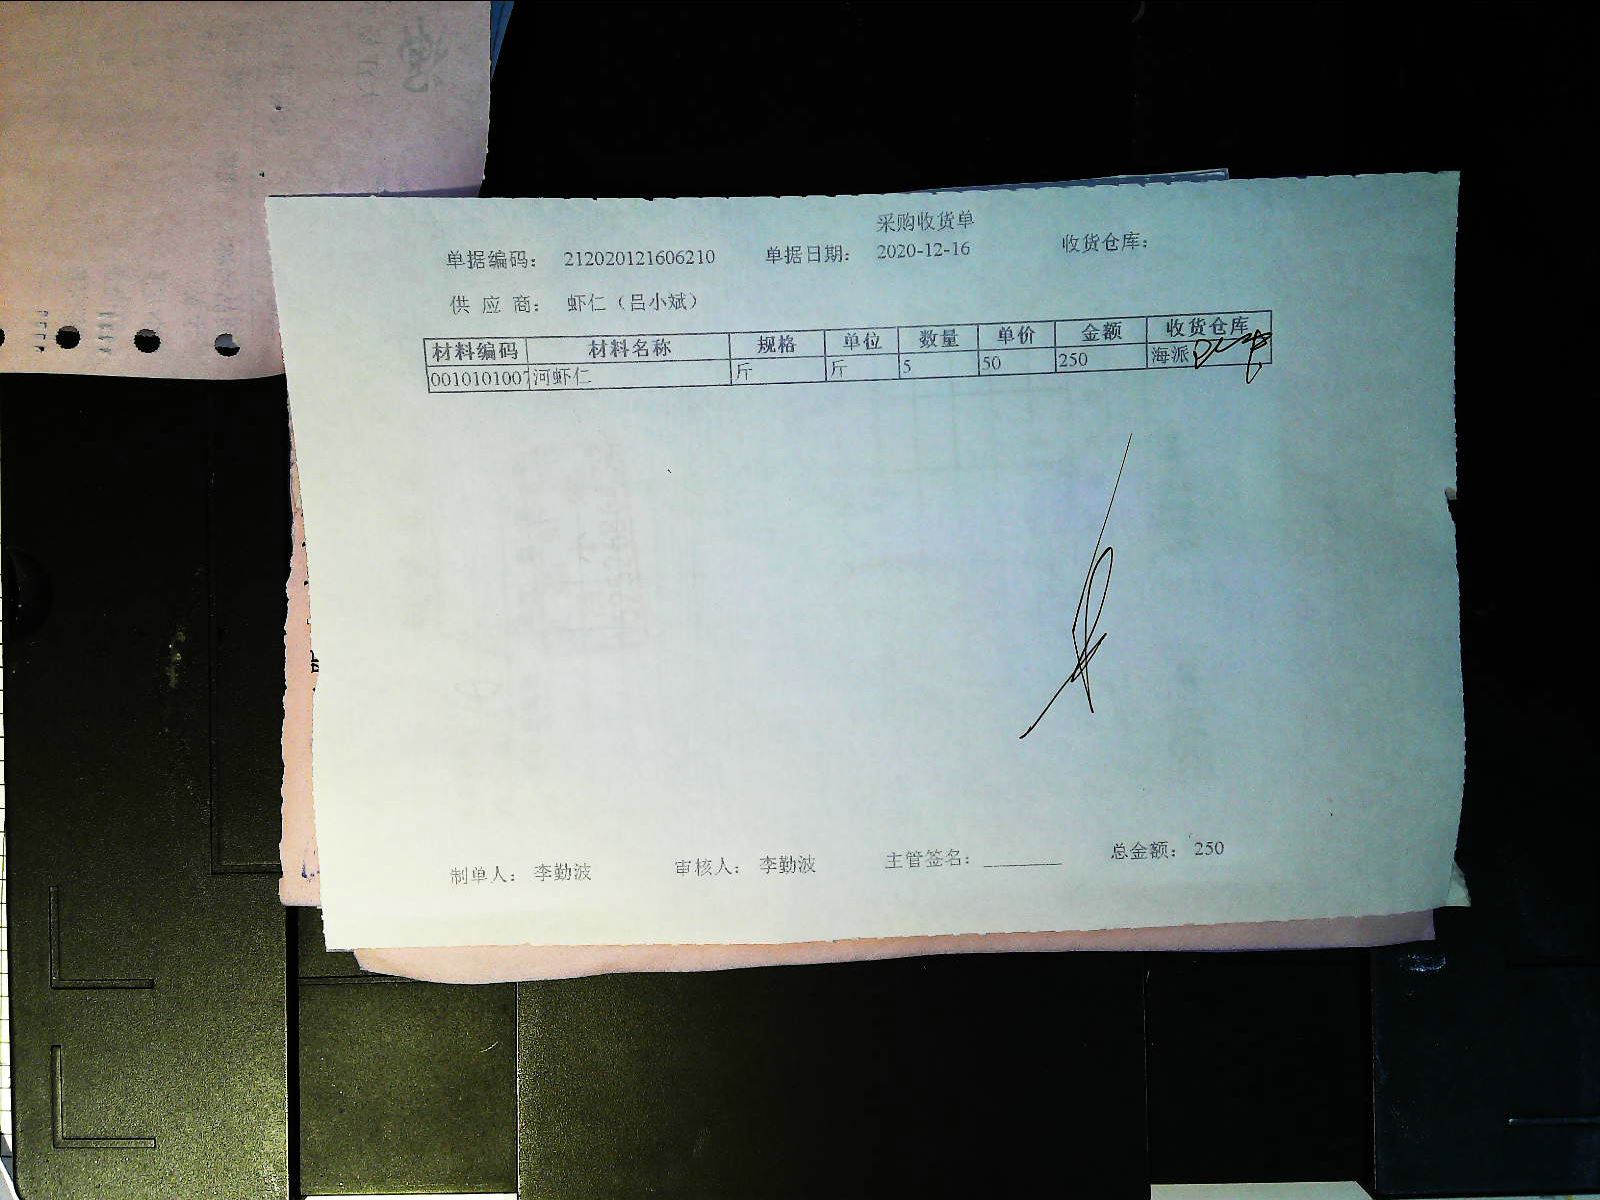 采购收货单
单据编码: 212020121606210 单据日期: 2020-12-16 收货仓库:
供 应 商: 虾仁（吕小斌）
材料编码 材料名称 规格 单位 数量 单价 金额 收货仓库
0010101007 河虾仁 斤 斤 5 50 250 海派
制单人: 李勤波 审核人: 李勤波 主管签名: ________ 总金额: 250